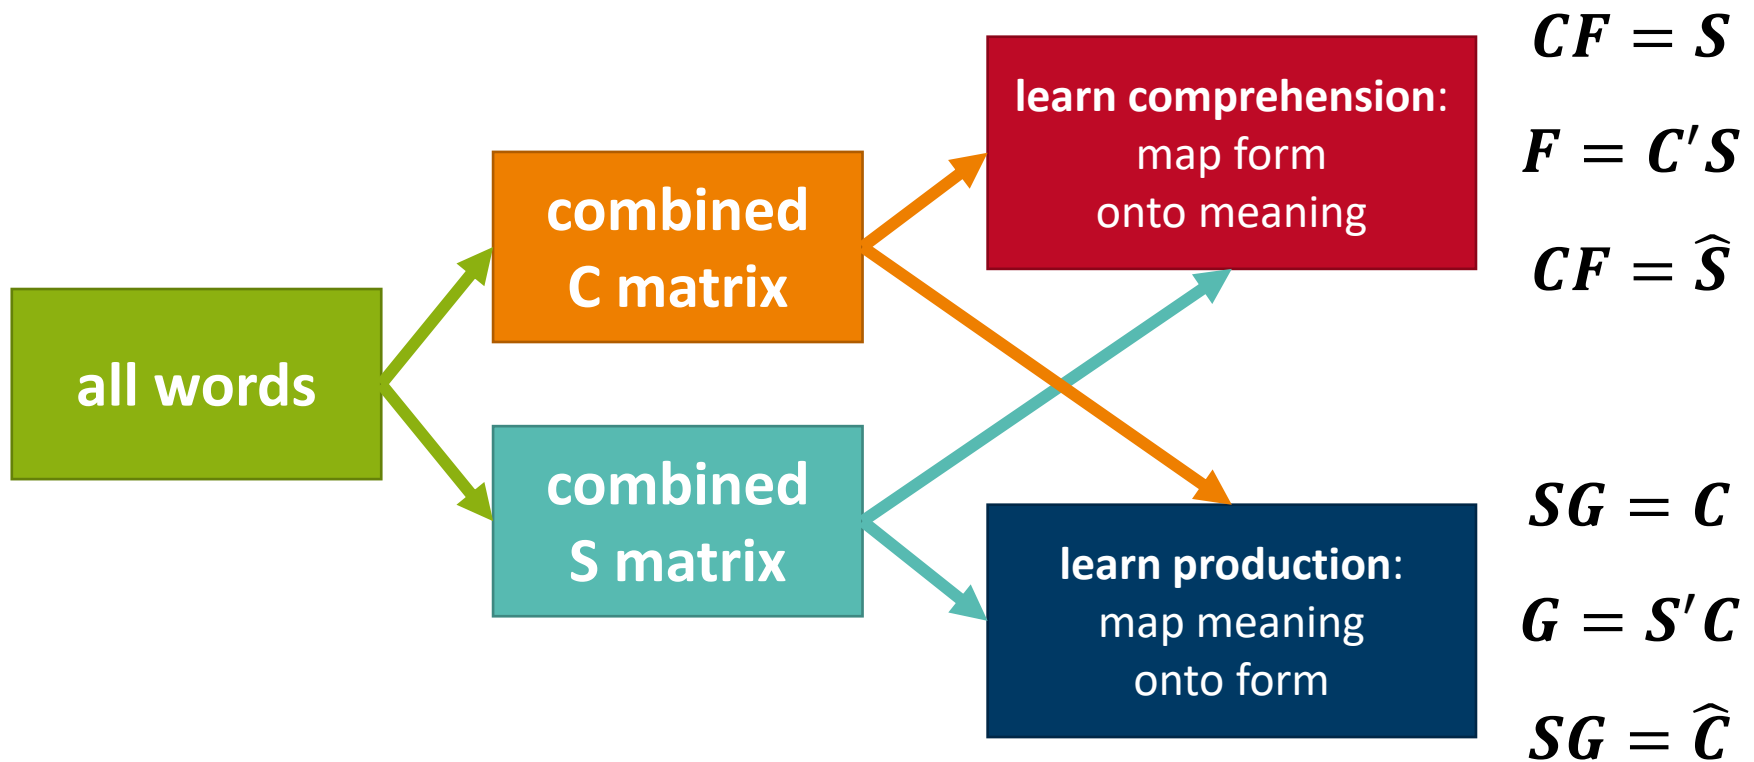 all words
combined
C matrix
combined
S matrix
learn comprehension:
map form
onto meaning
CF = S
F = C′S
CF = Ŝ
learn production:
map meaning
onto form
SG = C
G = S′C
SG = Ĉ